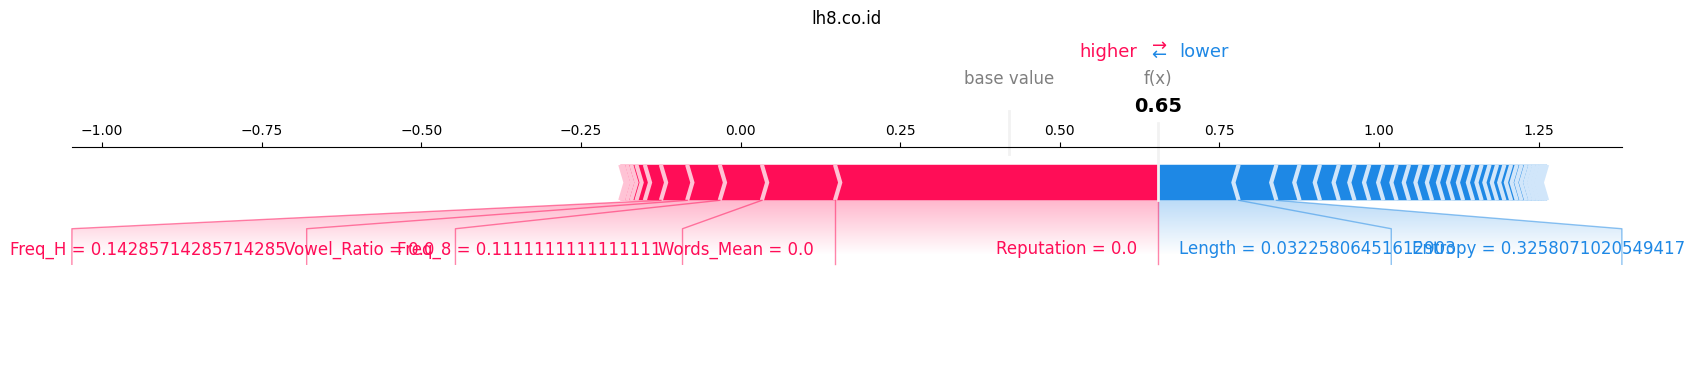 lh8.co.id
higher ⇄ lower
base value f(x)
0.65
−1.00 −0.75 −0.50 −0.25 0.00 0.25 0.50 0.75 1.00 1.25
Freq_H = 0.14285714285714285 Vowel_Ratio = 0.0 Freq_8 = 0.1111111111111111 Words_Mean = 0.0 Reputation = 0.0 Length = 0.03225806451612903 Entropy = 0.3258071020549417